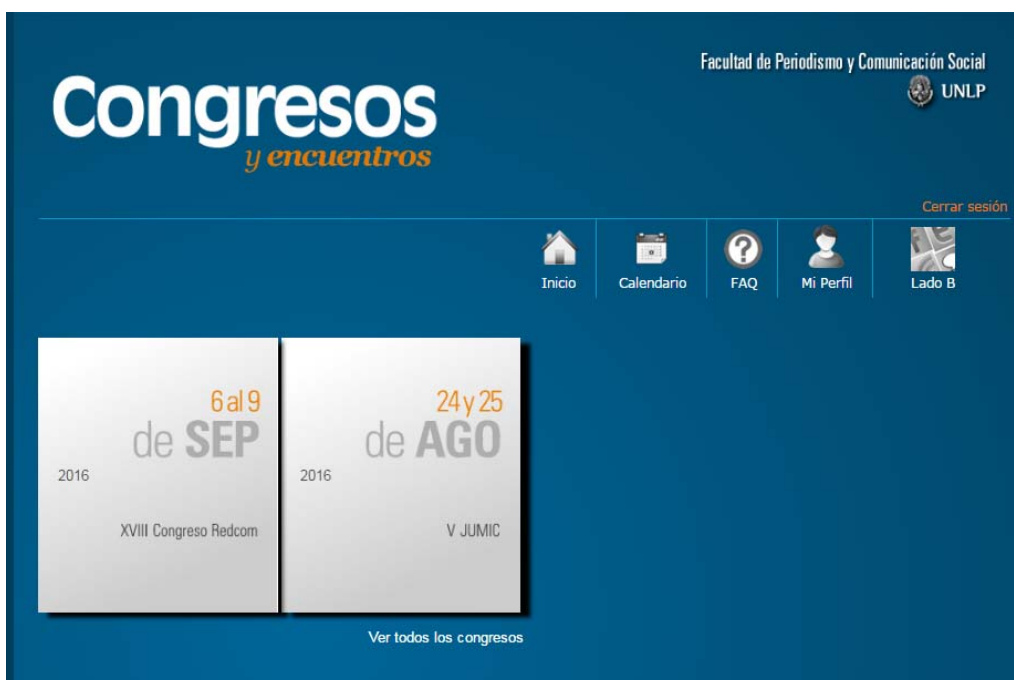 Congresos
y encuentros
Facultad de Periodismo y Comunicación Social
UNLP
Cerrar sesión
Inicio
Calendario
FAQ
Mi Perfil
Lado B
6 al 9
de SEP
2016
XVIII Congreso Redcom
24 y 25
de AGO
2016
V JUMIC
Ver todos los congresos